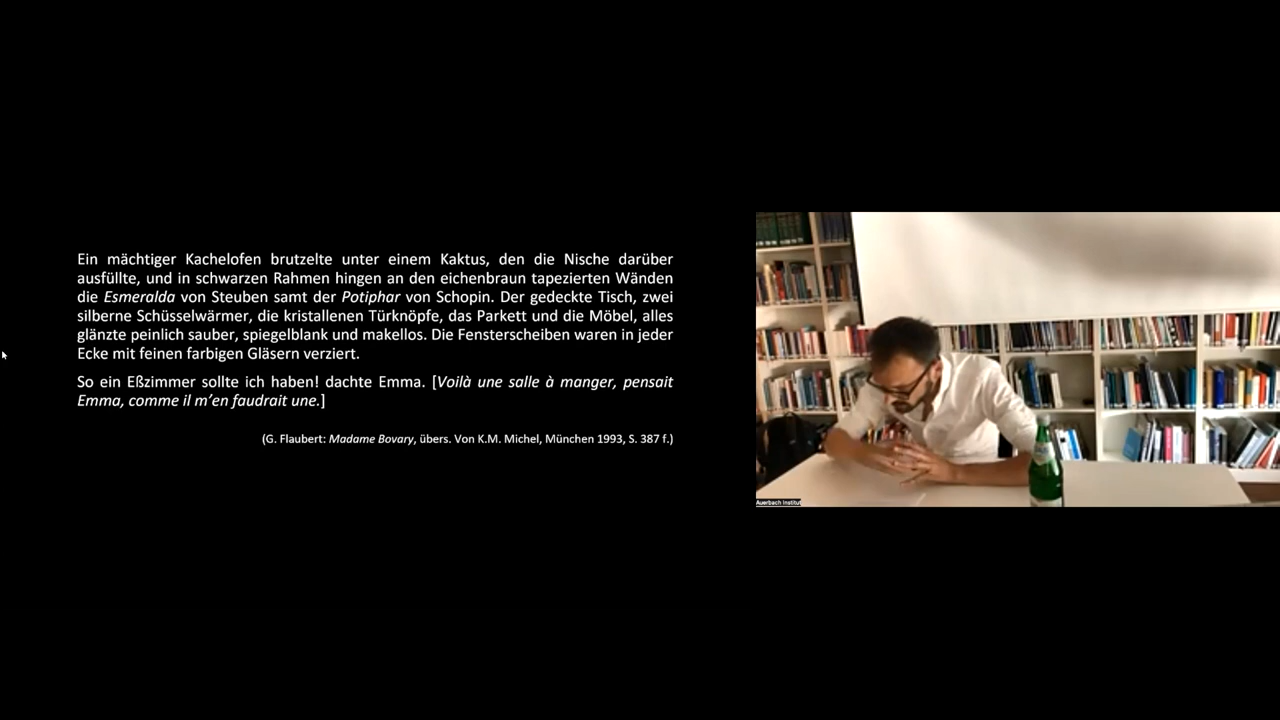 Ein mächtiger Kachelofen brutzelte unter einem Kaktus, den die Nische darüber
ausfüllte, und in schwarzen Rahmen hingen an den eichenbraun tapezierten Wänden
die Esmeralda von Steuben samt der Potiphar von Schopin. Der gedeckte Tisch, zwei
silberne Schüsselwärmer, die kristallenen Türknöpfe, das Parkett und die Möbel, alles
glänzte peinlich sauber, spiegelblank und makellos. Die Fensterscheiben waren in jeder
Ecke mit feinen farbigen Gläsern verziert.
So ein Eßzimmer sollte ich haben! dachte Emma. [Voilà une salle à manger, pensait
Emma, comme il m’en faudrait une.]
(G. Flaubert: Madame Bovary, übers. Von K.M. Michel, München 1993, S. 387 f.)
Auerbach Institut